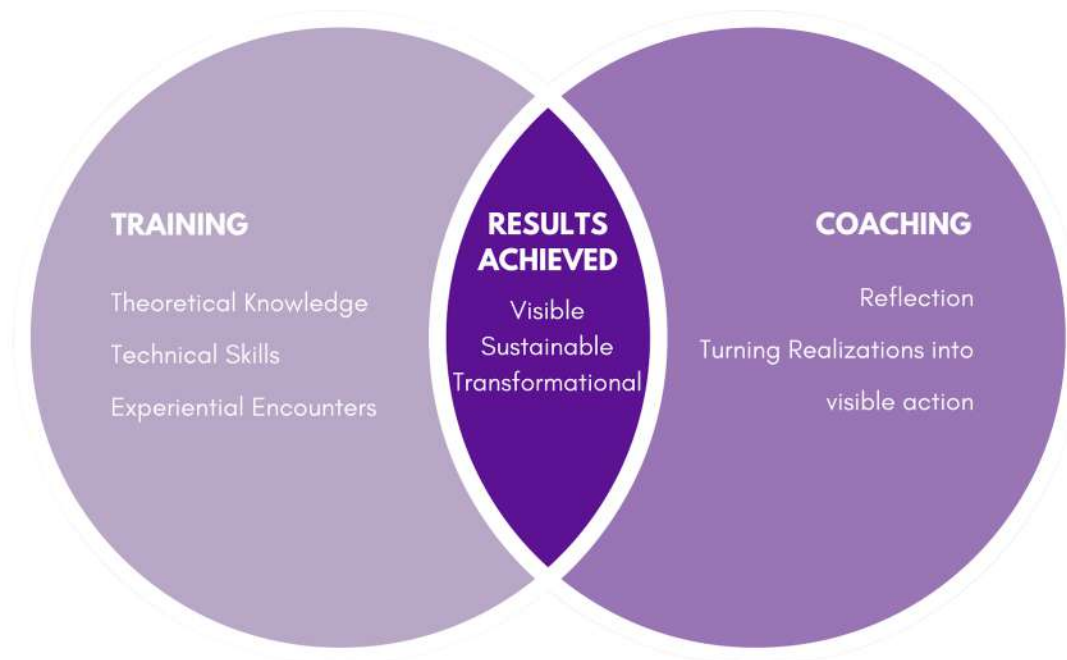 TRAINING
Theoretical Knowledge
Technical Skills
Experiential Encounters
RESULTS
ACHIEVED
Visible
Sustainable
Transformational
COACHING
Reflection
Turning Realizations into
visible action